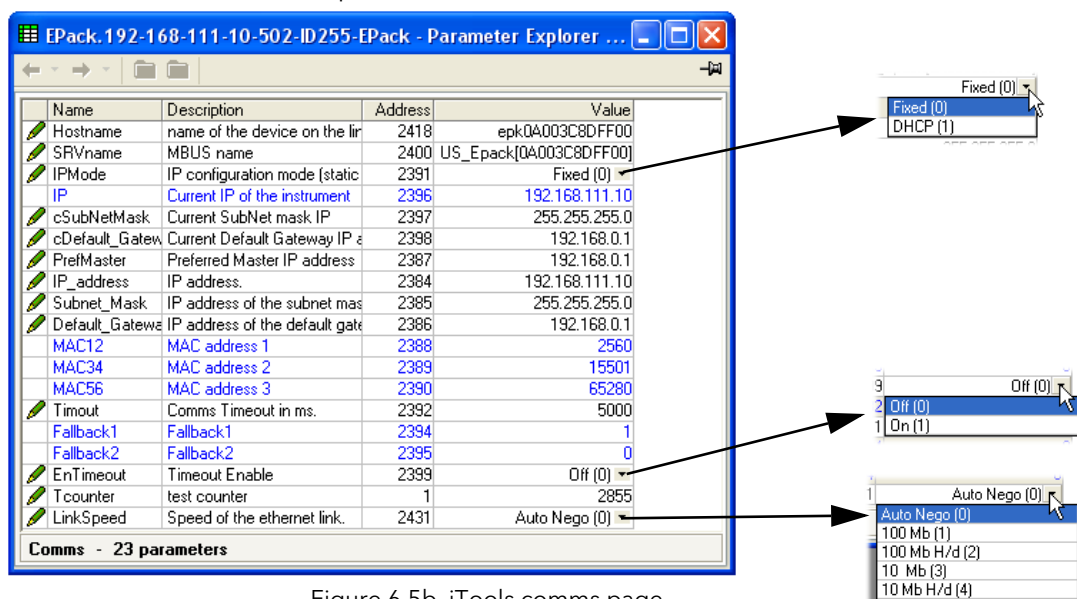 EPack.192-168-111-10-502-ID255-EPack - Parameter Explorer ...
Name Description Address Value
Hostname name of the device on the lin 2418 epk0A003C8DFF00
SRVname MBUS name 2400 US_Epack[0A003C8DFF00]
IPMode IP configuration mode (static 2391 Fixed (0)
IP Current IP of the instrument 2396 192.168.111.10
cSubNetMask Current SubNet mask IP 2397 255.255.255.0
cDefault_Gatew Current Default Gateway IP a 2398 192.168.0.1
PrefMaster Preferred Master IP address 2387 192.168.0.1
IP_address IP address. 2384 192.168.111.10
Subnet_Mask IP address of the subnet mas 2385 255.255.255.0
Default_Gatewa IP address of the default gate 2386 192.168.0.1
MAC12 MAC address 1 2388 2560
MAC34 MAC address 2 2389 15501
MAC56 MAC address 3 2390 65280
Timout Comms Timeout in ms. 2392 5000
Fallback1 Fallback1 2394 1
Fallback2 Fallback2 2395 0
EnTimeout Timeout Enable 2399 Off (0)
Tcounter test counter 1 2855
LinkSpeed Speed of the ethernet link. 2431 Auto Nego (0)
Comms - 23 parameters
Fixed (0)
Fixed (0)
DHCP (1)
9 Off (0)
2 Off (0)
1 On (1)
1 Auto Nego (0)
Auto Nego (0)
100 Mb (1)
100 Mb H/d (2)
10 Mb (3)
10 Mb H/d (4)
Figure 6.5b iTools comms page